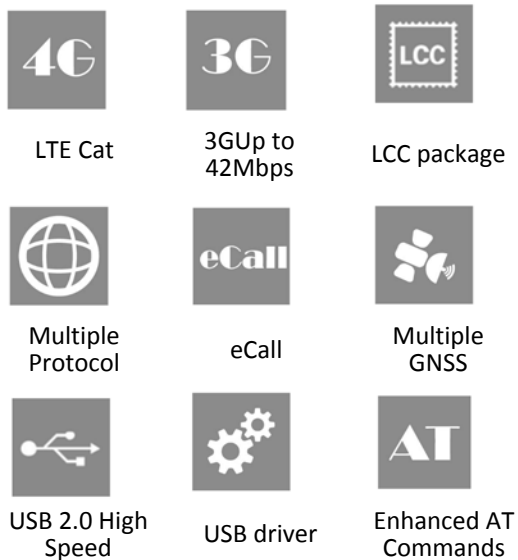 4G
3G
LCC
LTE Cat
3GUp to
42Mbps
LCC package
eCall
Multiple
Protocol
eCall
Multiple
GNSS
AT
USB 2.0 High
Speed
USB driver
Enhanced AT
Commands